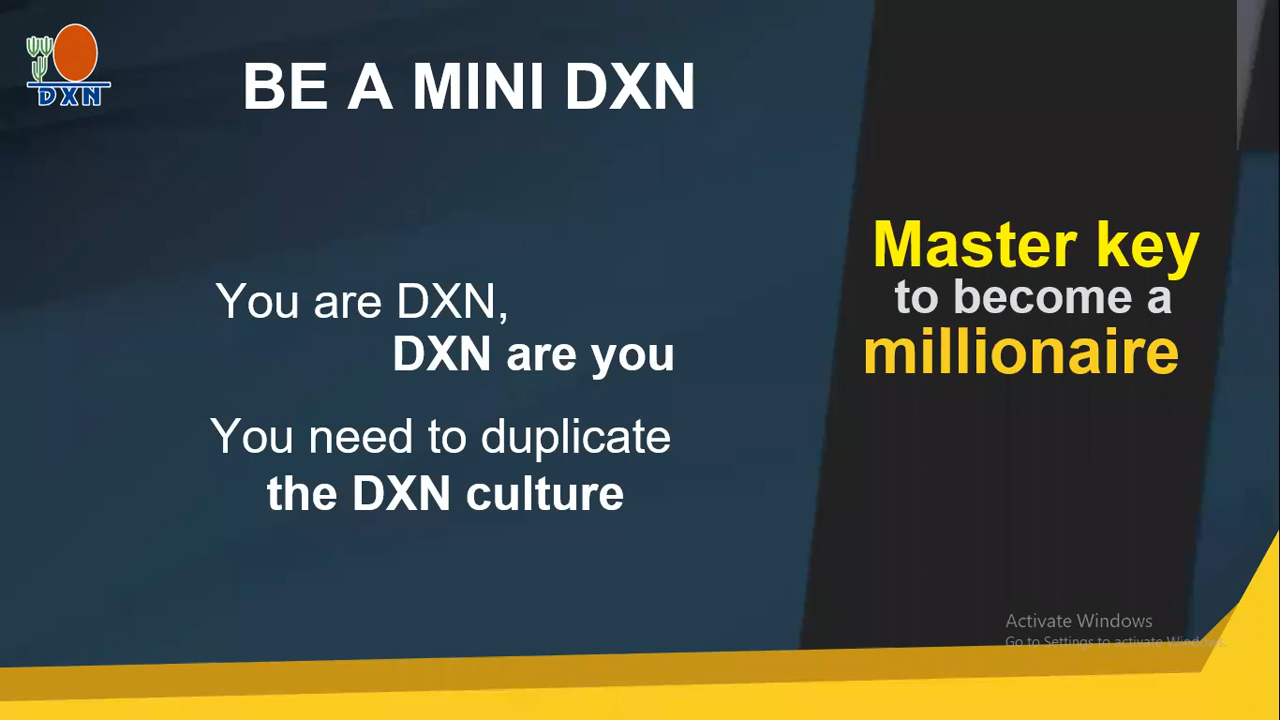 DXN
BE A MINI DXN
You are DXN,
DXN are you
You need to duplicate
the DXN culture
Master key
to become a
millionaire
Activate Windows
Go to Settings to activate Windows.